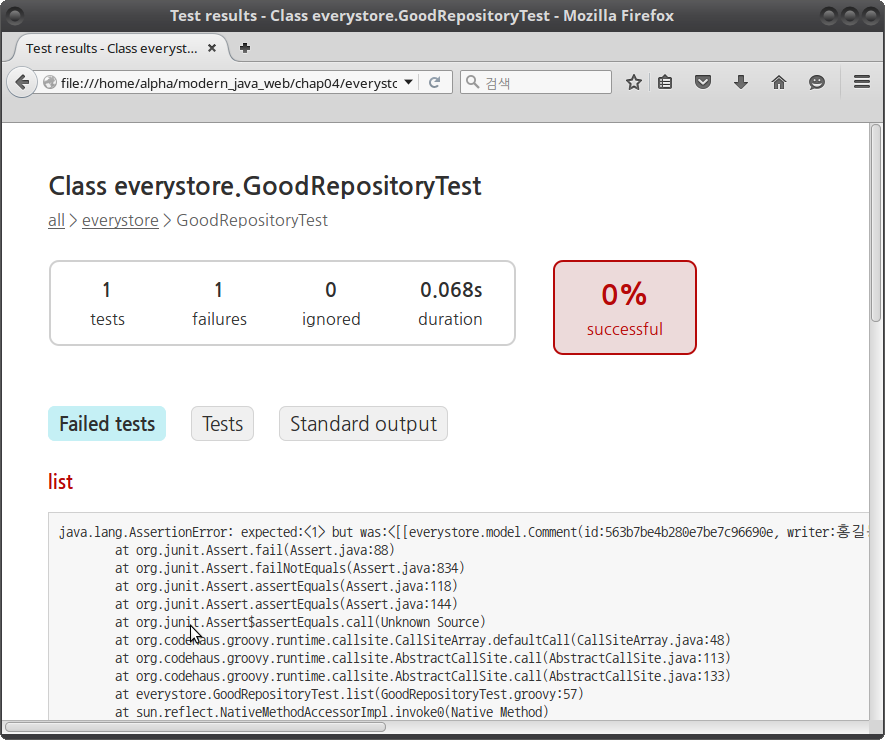 Test results - Class everystore.GoodRepositoryTest - Mozilla Firefox
Test results - Class everyst...
file:///home/alpha/modern_java_web/chap04/everystc
검색
Class everystore.GoodRepositoryTest
all > everystore > GoodRepositoryTest
1 1 0 0.068s
tests failures ignored duration
0%
successful
Failed tests Tests Standard output
list
java.lang.AssertionError: expected:<1> but was:<[[everystore.model.Comment(id:563b7be4b280e7be7c96690e, writer:홍길
at org.junit.Assert.fail(Assert.java:88)
at org.junit.Assert.failNotEquals(Assert.java:834)
at org.junit.Assert.assertEquals(Assert.java:118)
at org.junit.Assert.assertEquals(Assert.java:144)
at org.junit.Assert$assertEquals.call(Unknown Source)
at org.codehaus.groovy.runtime.callsite.CallSiteArray.defaultCall(CallSiteArray.java:48)
at org.codehaus.groovy.runtime.callsite.AbstractCallSite.call(AbstractCallSite.java:113)
at org.codehaus.groovy.runtime.callsite.AbstractCallSite.call(AbstractCallSite.java:133)
at everystore.GoodRepositoryTest.list(GoodRepositoryTest.groovy:57)
at sun.reflect.NativeMethodAccessorImpl.invoke0(Native Method)